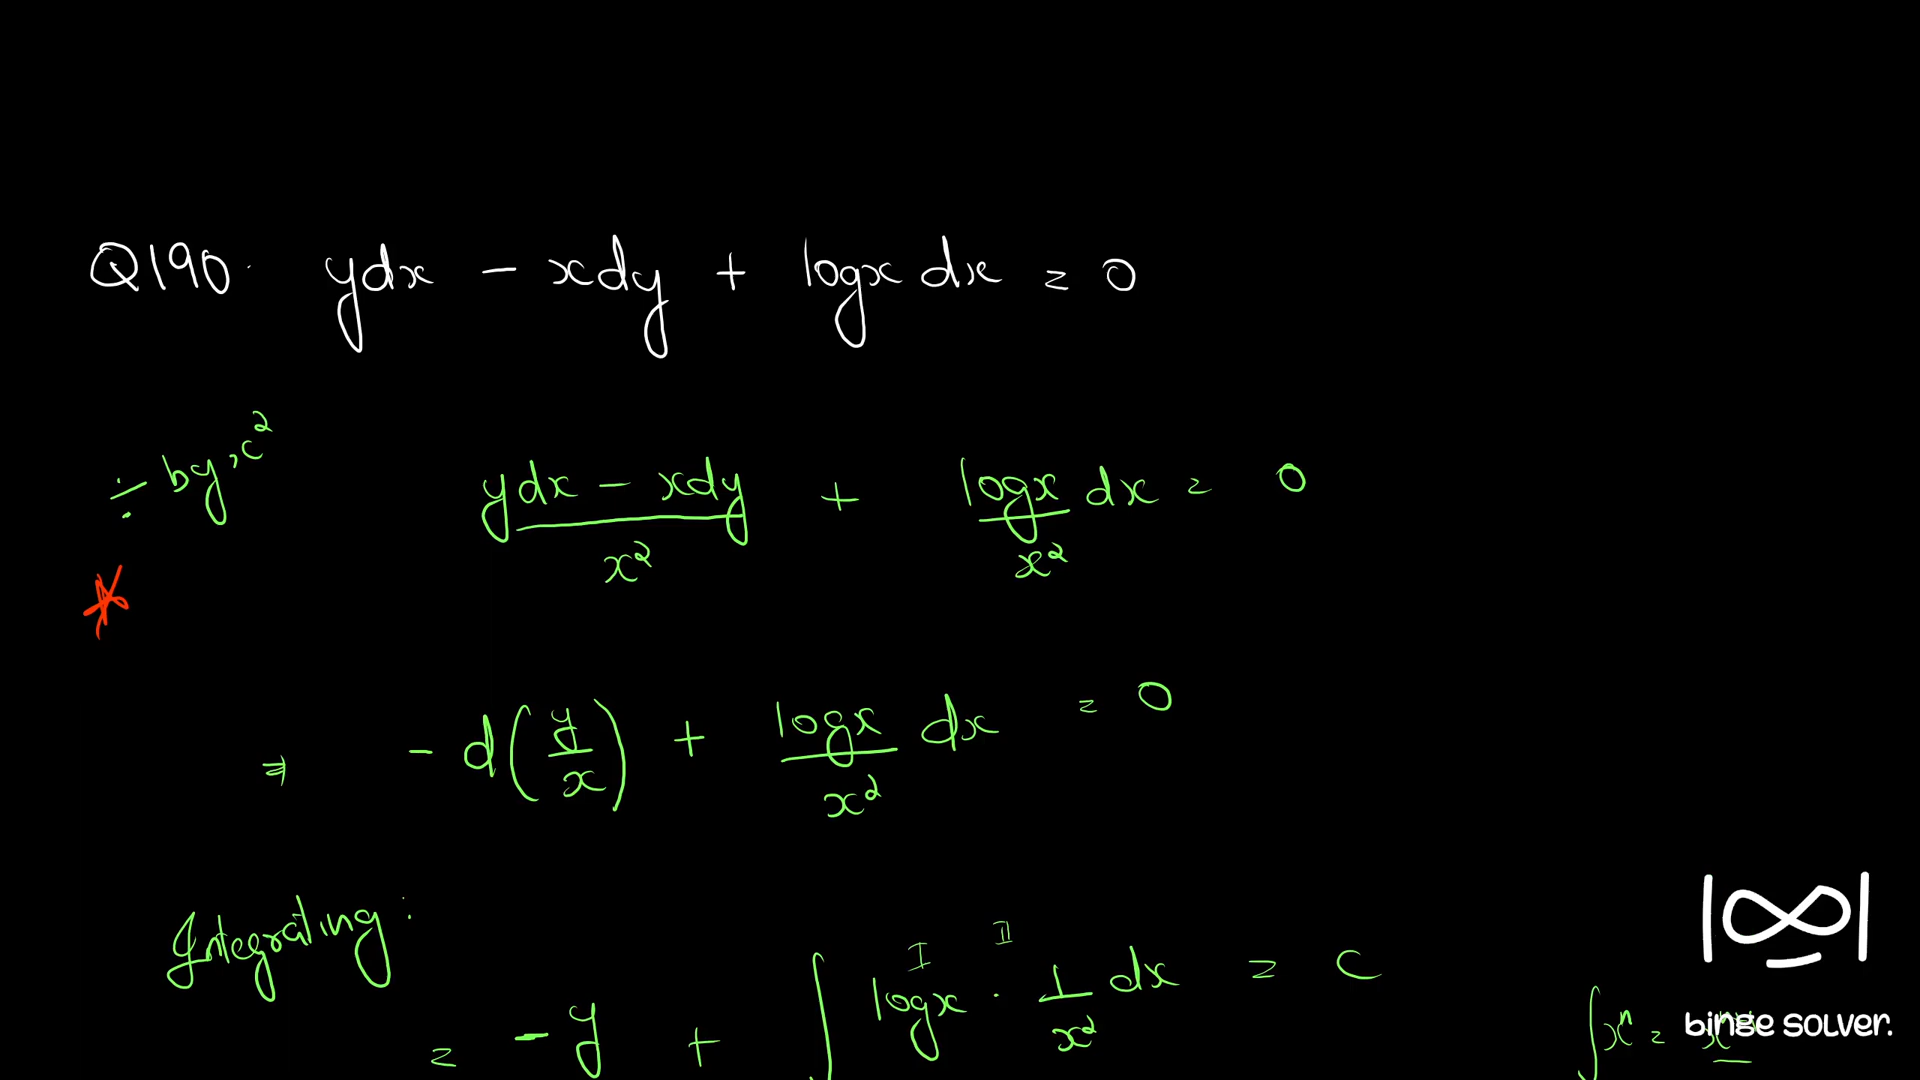 Q190. ydx - xdy + logx dx = 0
÷ by x²
ydx - xdy / x² + logx / x² dx = 0
⇒ - d(y/x) + logx / x² dx = 0
Integrating:
I II
= - y + ∫ logx · 1/x² dx = C
∫ xⁿ =
binge solver.